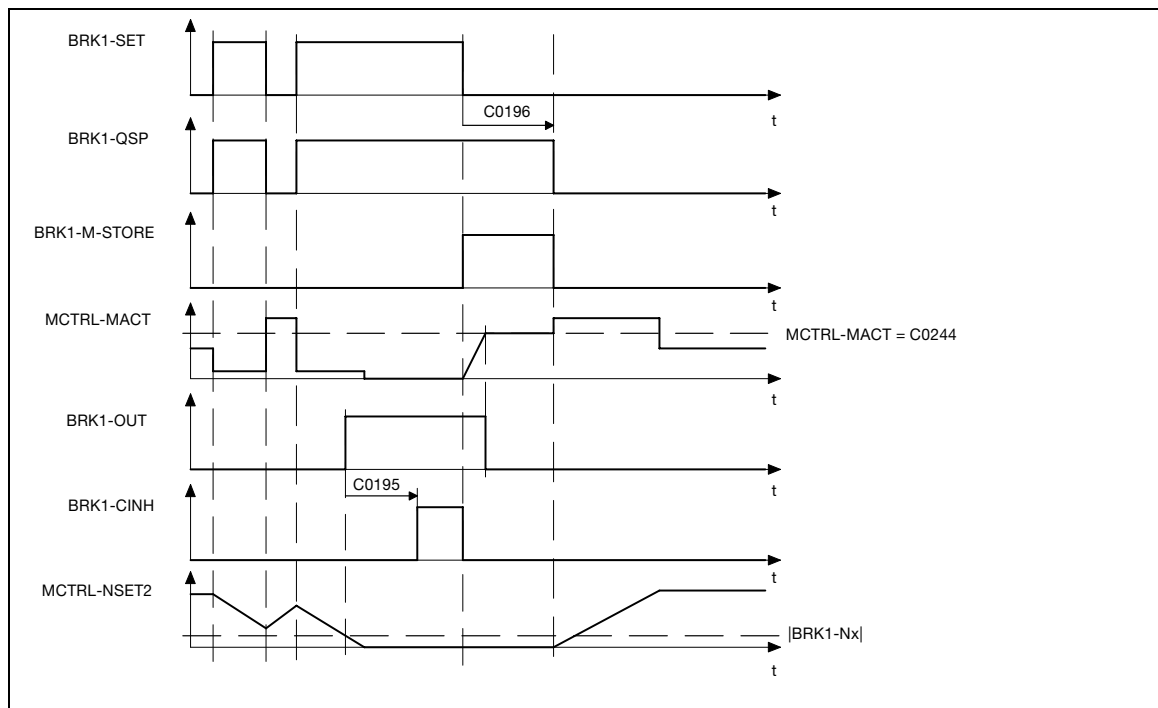 BRK1-SET
t
C0196
BRK1-QSP
t
BRK1-M-STORE
t
MCTRL-MACT
MCTRL-MACT = C0244
t
BRK1-OUT
t
C0195
BRK1-CINH
t
MCTRL-NSET2
|BRK1-Nx|
t